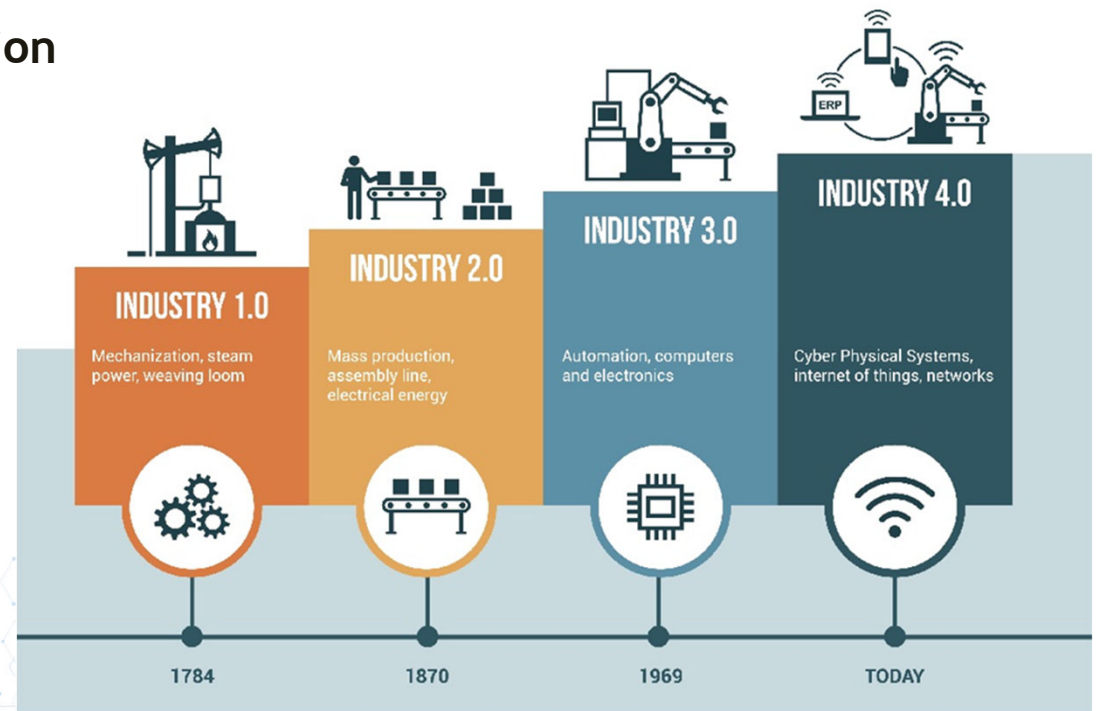 on
ERP
INDUSTRY 1.0
Mechanization, steam
power, weaving loom
INDUSTRY 2.0
Mass production,
assembly line,
electrical energy
INDUSTRY 3.0
Automation, computers
and electronics
INDUSTRY 4.0
Cyber Physical Systems,
internet of things, networks
1784
1870
1969
TODAY